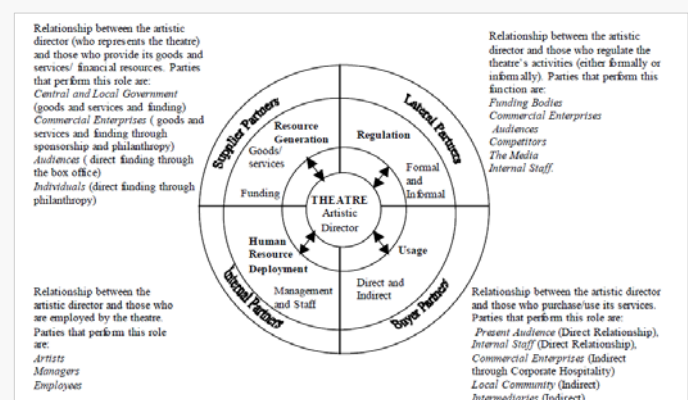 Relationship between the artistic
director (who represents the theatre)
and those who provide its goods and
services/ financial resources. Parties
that perform this role are:
Central and Local Government
(goods and services and funding)
Commercial Enterprises ( goods and
services and funding through
sponsorship and philanthropy)
Audiences ( direct funding through
the box office)
Individuals (direct funding through
philanthropy)
Relationship between the artistic
director and those who regulate the
theatre's activities (either formally or
informally). Parties that perform this
function are:
Funding Bodies
Commercial Enterprises
Audiences
Competitors
The Media
Internal Staff.
Supplier Partners
Lateral Partners
Resource
Generation
Goods/
services
Funding
Regulation
Formal
and
Informal
THEATRE
Artistic
Director
Human
Resource
Deployment
Management
and Staff
Usage
Direct and
Indirect
Internal Partners
Buyer Partners
Relationship between the
artistic director and those who
are employed by the theatre.
Parties that perform this role
are:
Artists
Managers
Employees
Relationship between the artistic director
and those who purchase/use its services.
Parties that perform this role are:
Present Audience (Direct Relationship),
Internal Staff (Direct Relationship),
Commercial Enterprises (Indirect
through Corporate Hospitality)
Local Community (Indirect)
Intermediaries (Indirect)